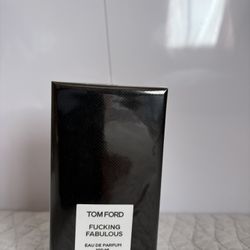 TOM FORD
FUCKING
FABULOUS
EAU DE PARFUM